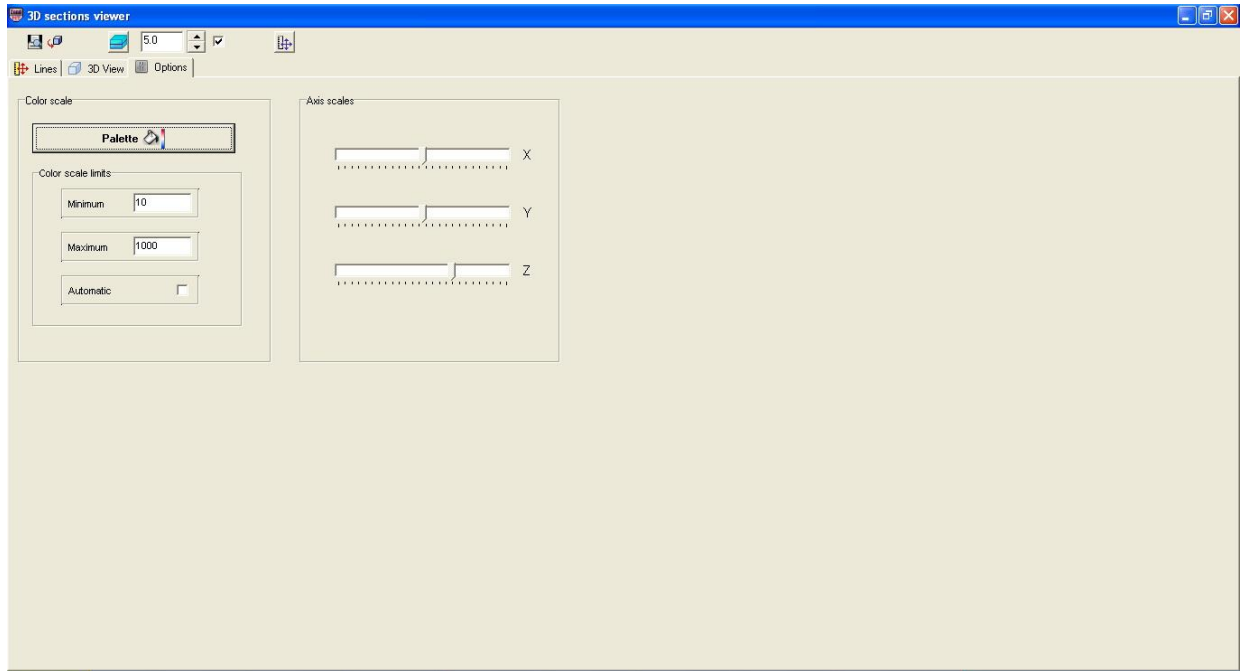 3D sections viewer
5.0
Lines
3D View
Options
Color scale
Palette
Color scale limits
Minimum 10
Maximum 1000
Automatic
Axis scales
X
Y
Z